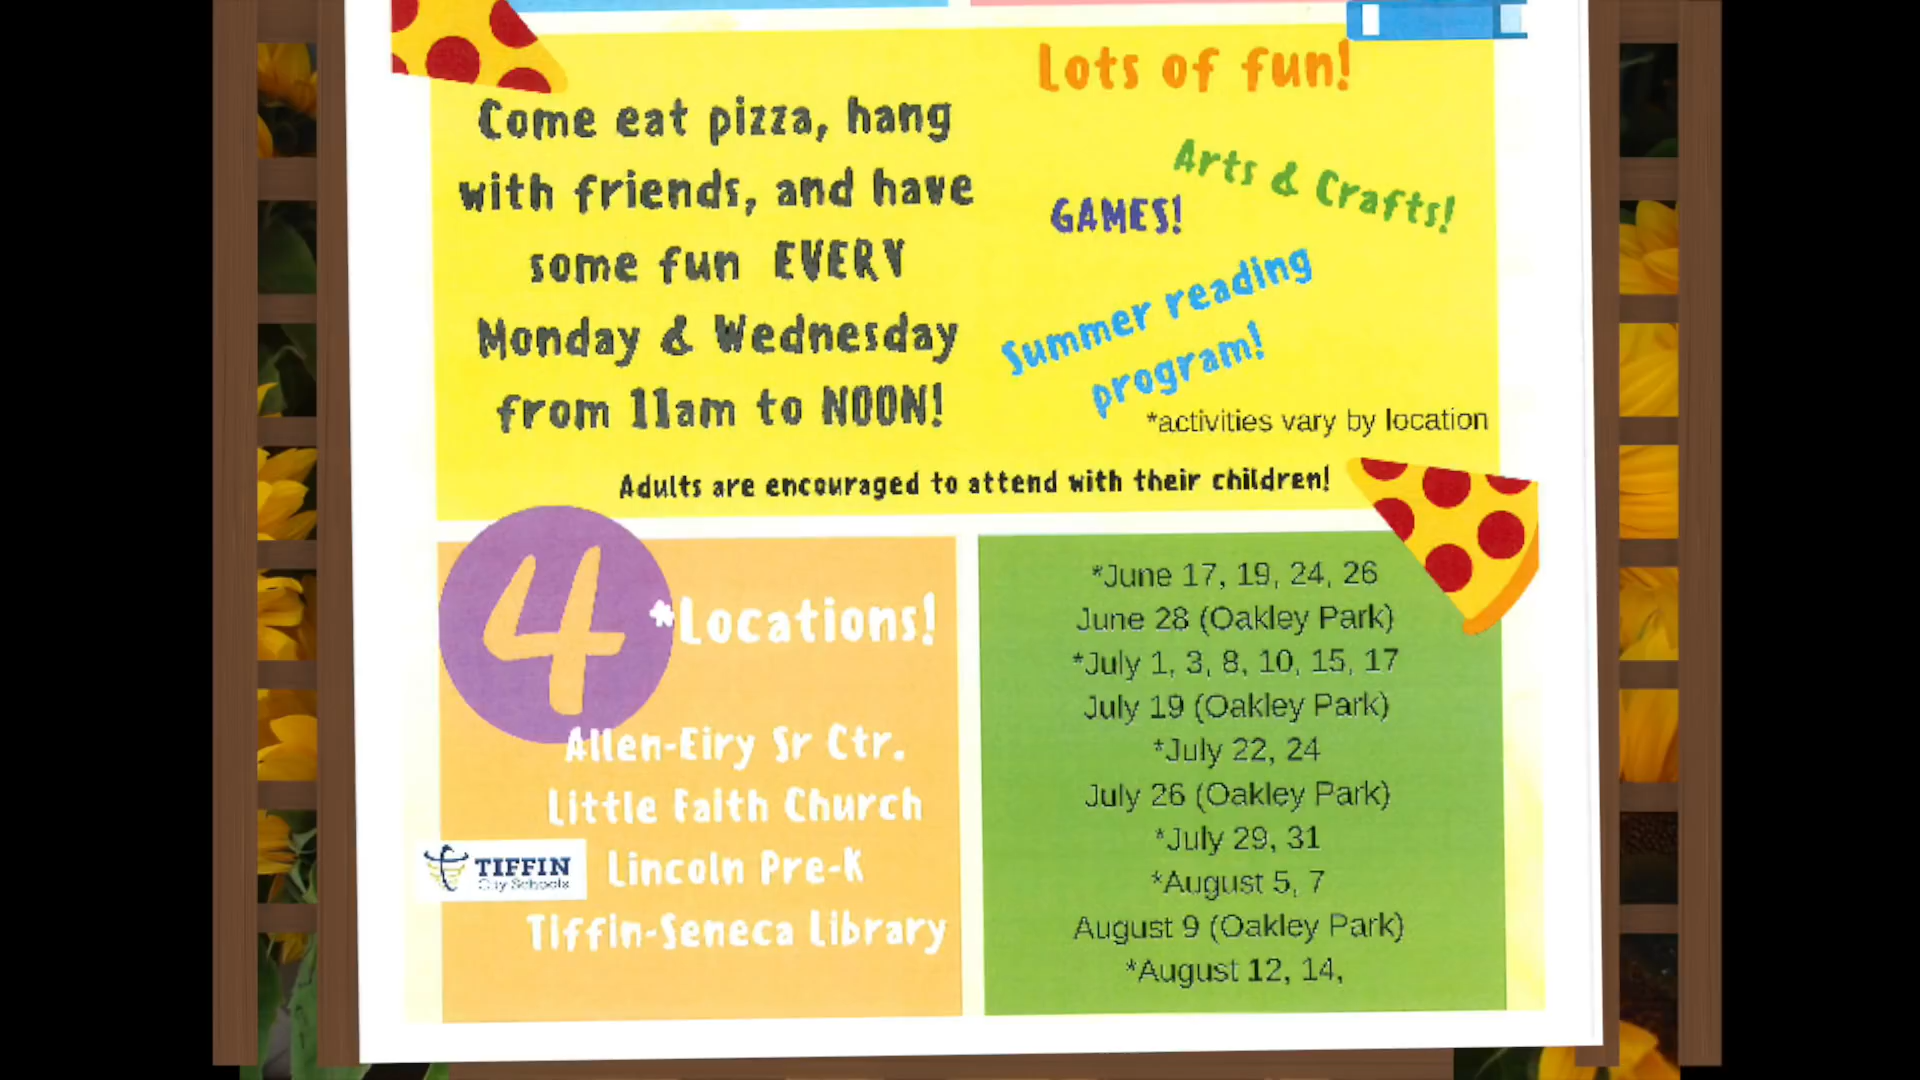 Come eat pizza, hang
with friends, and have
some fun EVERY
Monday & Wednesday
from 11am to NOON!
Lots of fun!
Arts & Crafts!
GAMES!
Summer reading
program!
*activities vary by location
Adults are encouraged to attend with their children!
4 *Locations!
Allen-Eiry Sr Ctr.
Little Faith Church
Lincoln Pre-K
Tiffin-Seneca Library
TIFFIN
City Schools
*June 17, 19, 24, 26
June 28 (Oakley Park)
*July 1, 3, 8, 10, 15, 17
July 19 (Oakley Park)
*July 22, 24
July 26 (Oakley Park)
*July 29, 31
*August 5, 7
August 9 (Oakley Park)
*August 12, 14,